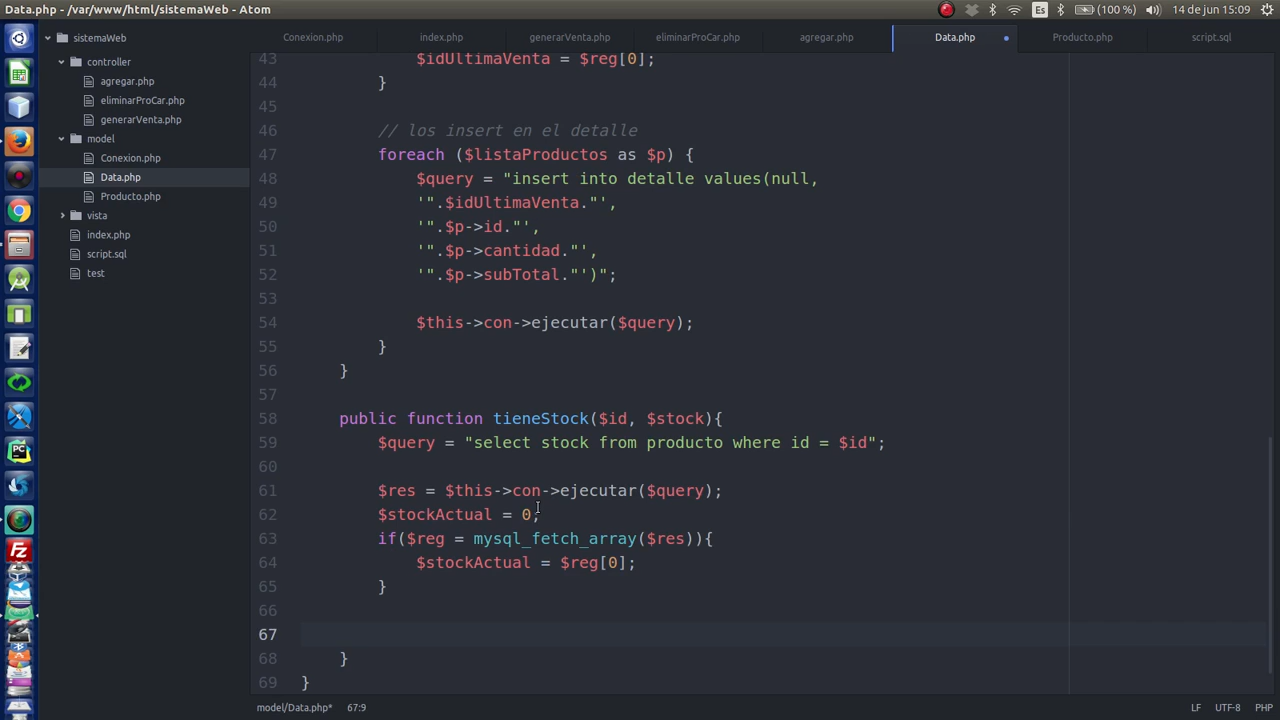 Data.php - /var/www/html/sistemaWeb - Atom
Es
(100 %)
14 de jun 15:09
sistemaWeb
controller
agregar.php
eliminarProCar.php
generarVenta.php
model
Conexion.php
Data.php
Producto.php
vista
index.php
script.sql
test
Conexion.php index.php generarVenta.php eliminarProCar.php agregar.php Data.php Producto.php script.sql
43 $idUltimaVenta = $reg[0];
44 }
45
46 // los insert en el detalle
47 foreach ($listaProductos as $p) {
48 $query = "insert into detalle values(null,
49 '".$idUltimaVenta."',
50 '".$p->id."',
51 '".$p->cantidad."',
52 '".$p->subTotal."')";
53
54 $this->con->ejecutar($query);
55 }
56 }
57
58 public function tieneStock($id, $stock){
59 $query = "select stock from producto where id = $id";
60
61 $res = $this->con->ejecutar($query);
62 $stockActual = 0;
63 if($reg = mysql_fetch_array($res)){
64 $stockActual = $reg[0];
65 }
66
67
68 }
69 }
model/Data.php* 67:9
LF UTF-8 PHP